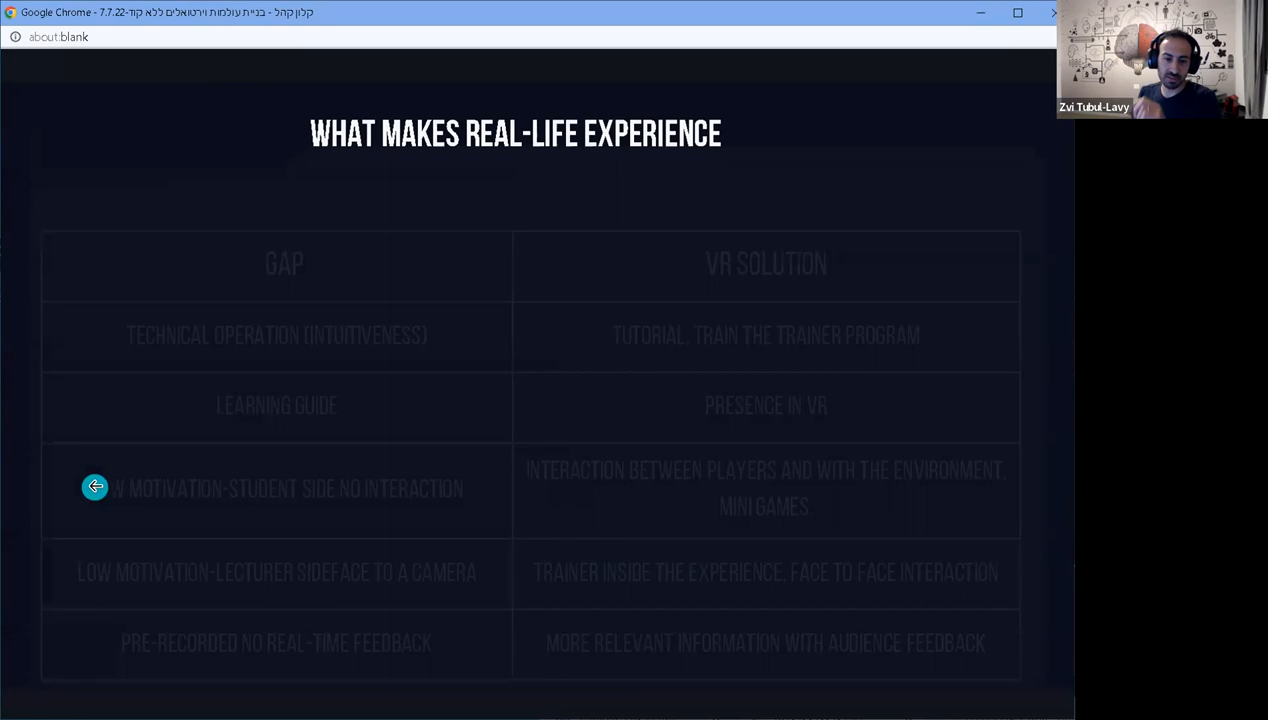 קלון קהל - בניית עולמות וירטואלים ללא קוד-7.7.22 - Google Chrome
about:blank
Zvi Tubul-Lavy
WHAT MAKES REAL-LIFE EXPERIENCE
GAP
VR SOLUTION
TECHNICAL OPERATION (INTUITIVENESS)
TUTORIAL, TRAIN THE TRAINER PROGRAM
LEARNING GUIDE
PRESENCE IN VR
MOTIVATION-STUDENT SIDE NO INTERACTION
INTERACTION BETWEEN PLAYERS AND WITH THE ENVIRONMENT,
MINI GAMES
LOW MOTIVATION-LECTURER SIDEFACE TO A CAMERA
TRAINER INSIDE THE EXPERIENCE, FACE TO FACE INTERACTION
PRE-RECORDED NO REAL-TIME FEEDBACK
MORE RELEVANT INFORMATION WITH AUDIENCE FEEDBACK